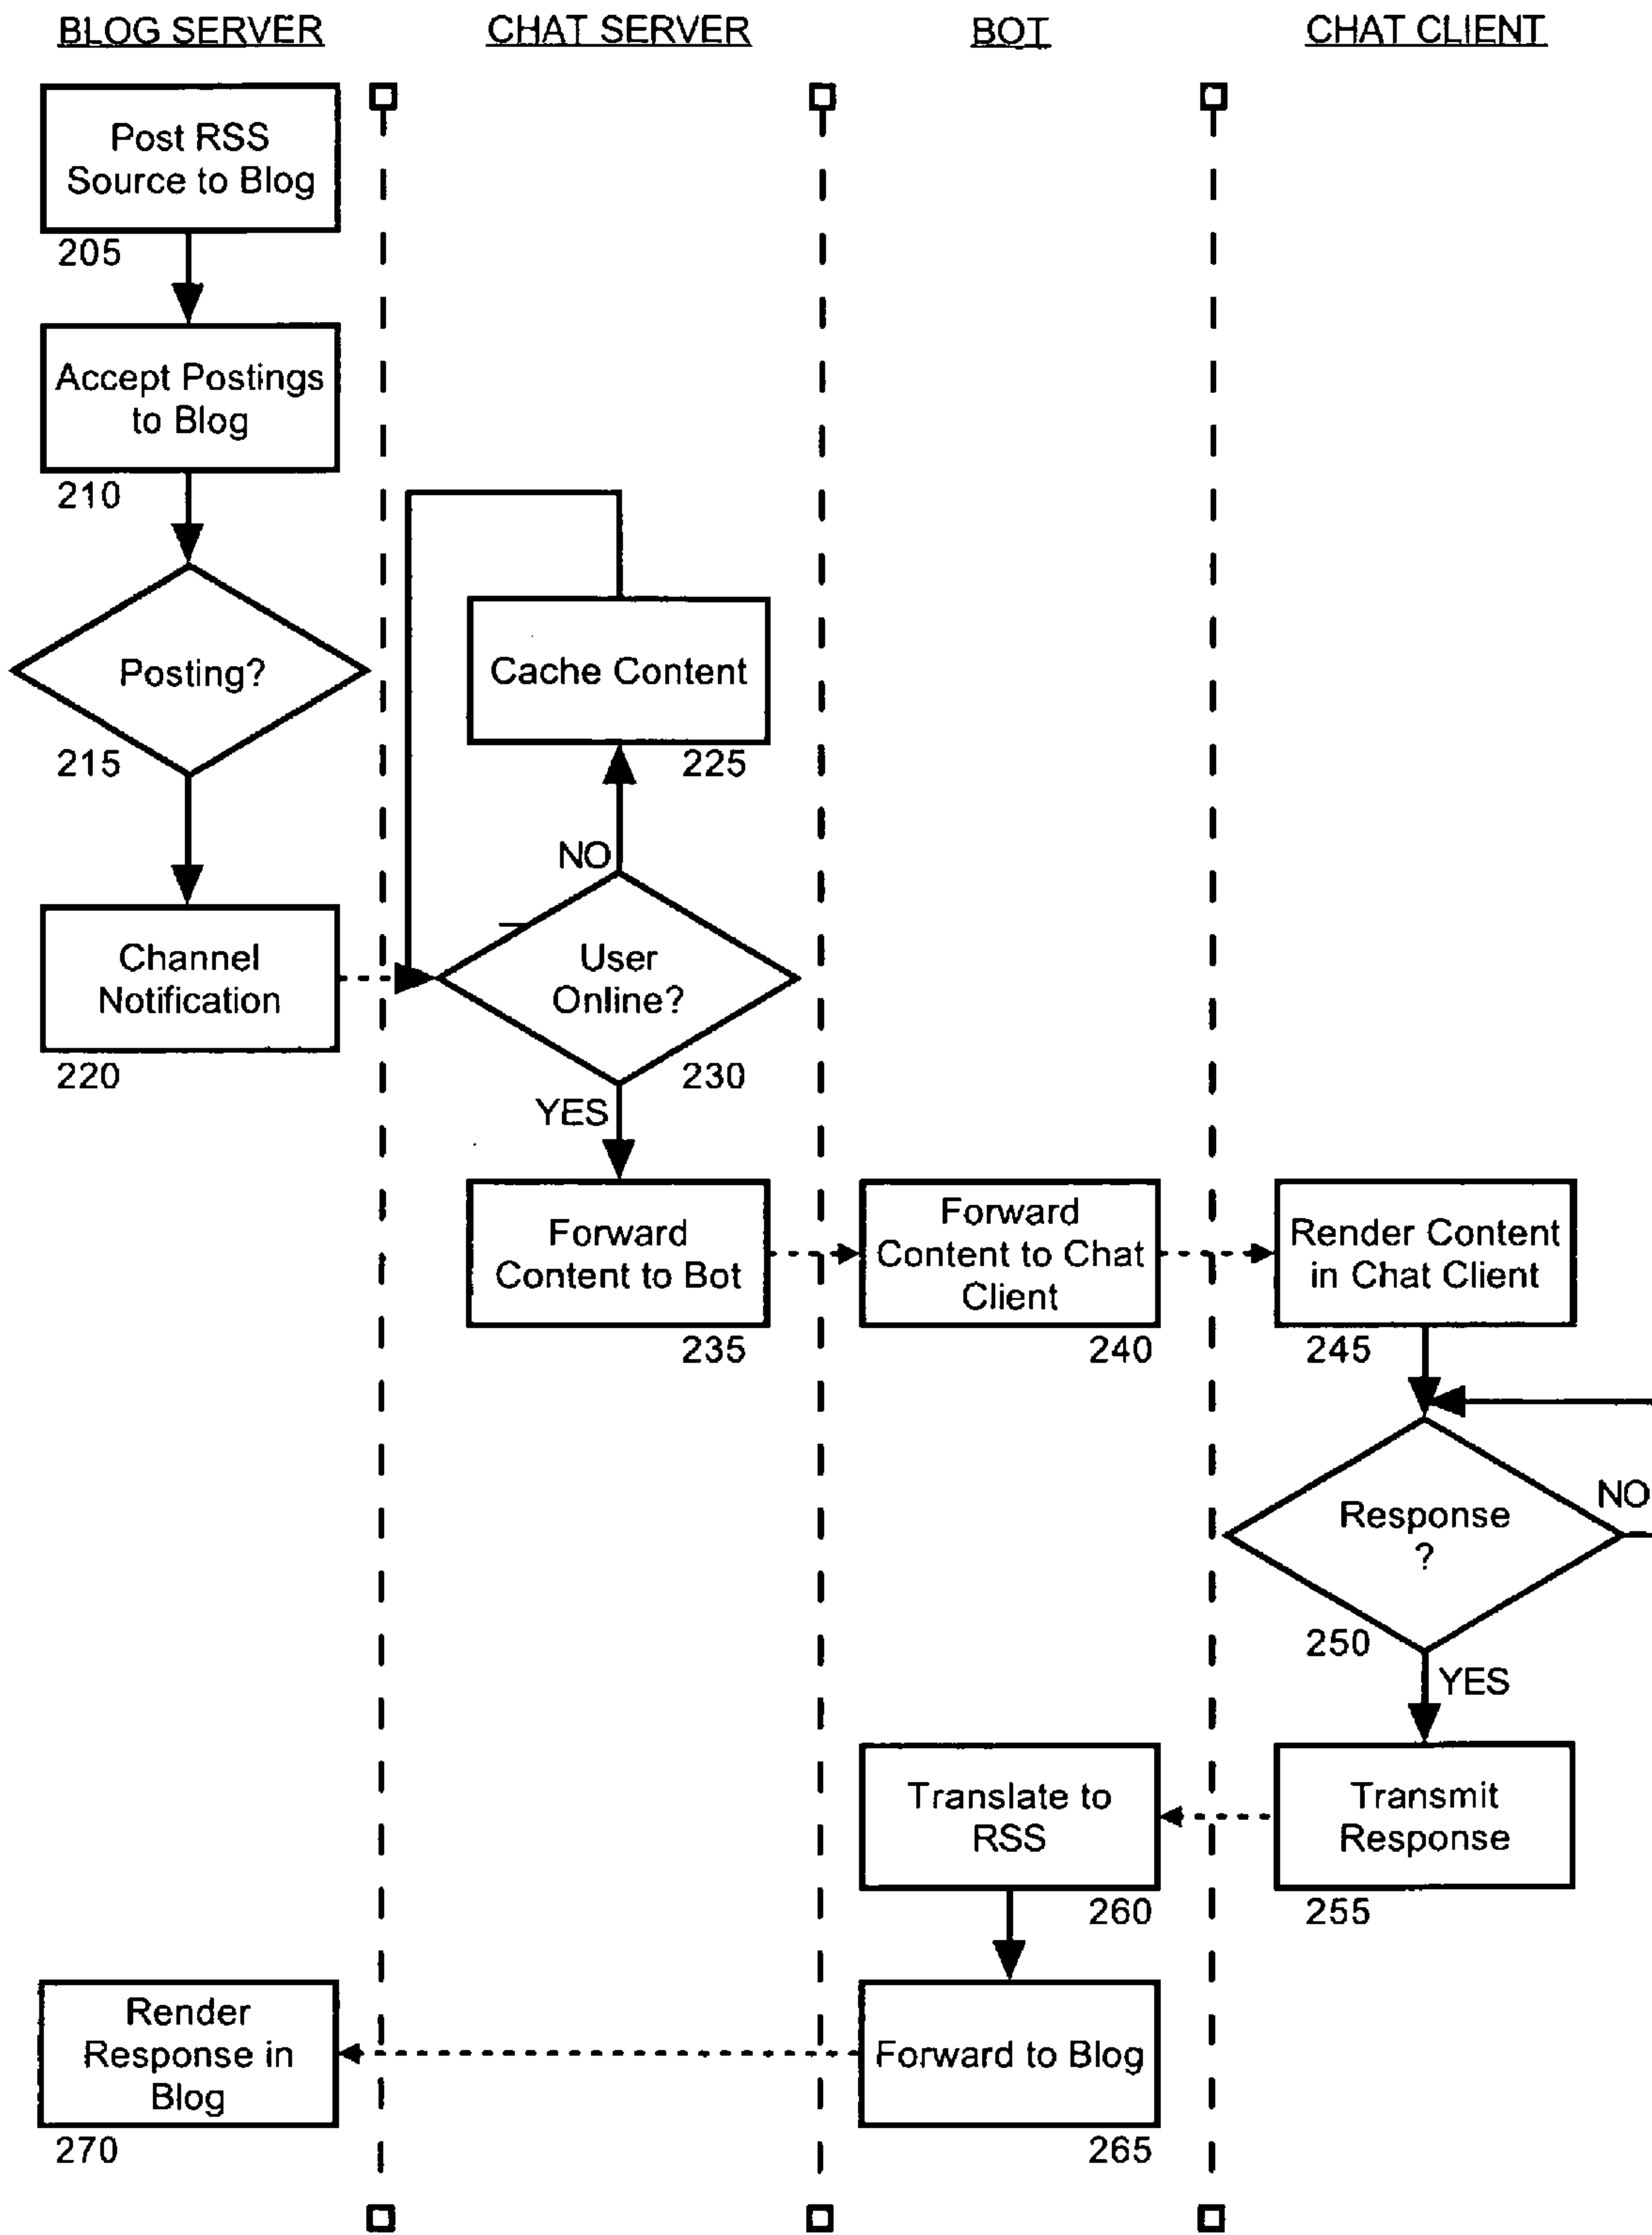 BLOG SERVER
CHAT SERVER
BOT
CHAT CLIENT
Post RSS
Source to Blog
205
Accept Postings
to Blog
210
Posting?
215
Cache Content
225
NO
Channel
Notification
220
User
Online?
230
YES
Forward
Content to Bot
235
Forward
Content to Chat
Client
240
Render Content
in Chat Client
245
Response
?
NO
250
YES
Transmit
Response
255
Translate to
RSS
260
Forward to Blog
265
Render
Response in
Blog
270